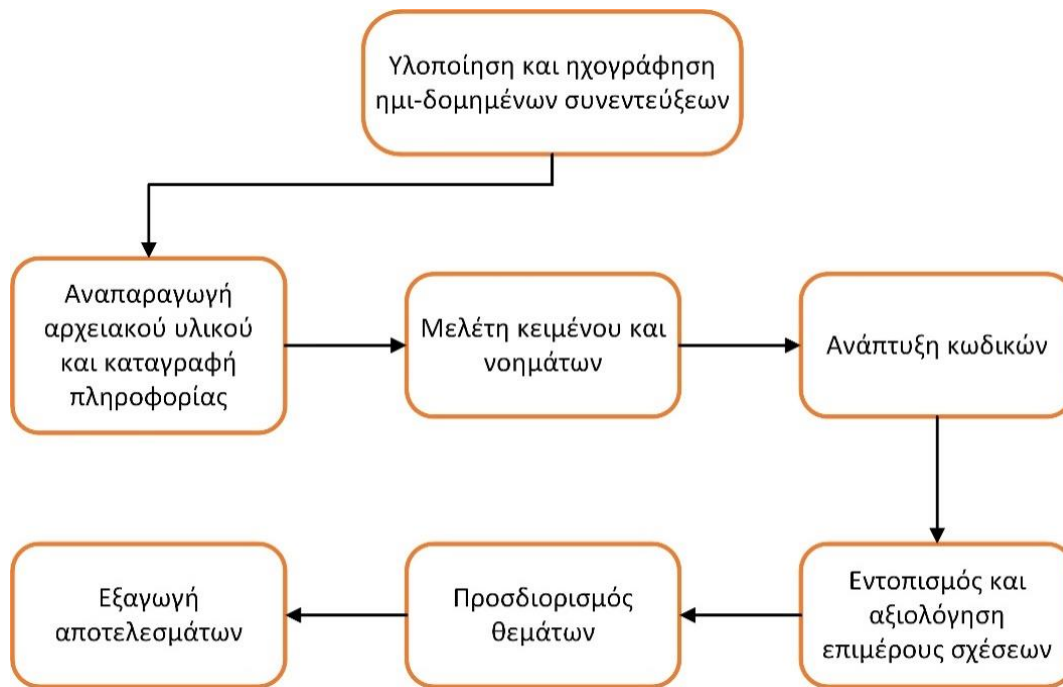 Υλοποίηση και ηχογράφηση
ημι-δομημένων συνεντεύξεων
Αναπαραγωγή
αρχειακού υλικού
και καταγραφή
πληροφορίας
Μελέτη κειμένου και
νοημάτων
Ανάπτυξη κωδικών
Εντοπισμός και
αξιολόγηση
επιμέρους σχέσεων
Προσδιορισμός
θεμάτων
Εξαγωγή
αποτελεσμάτων